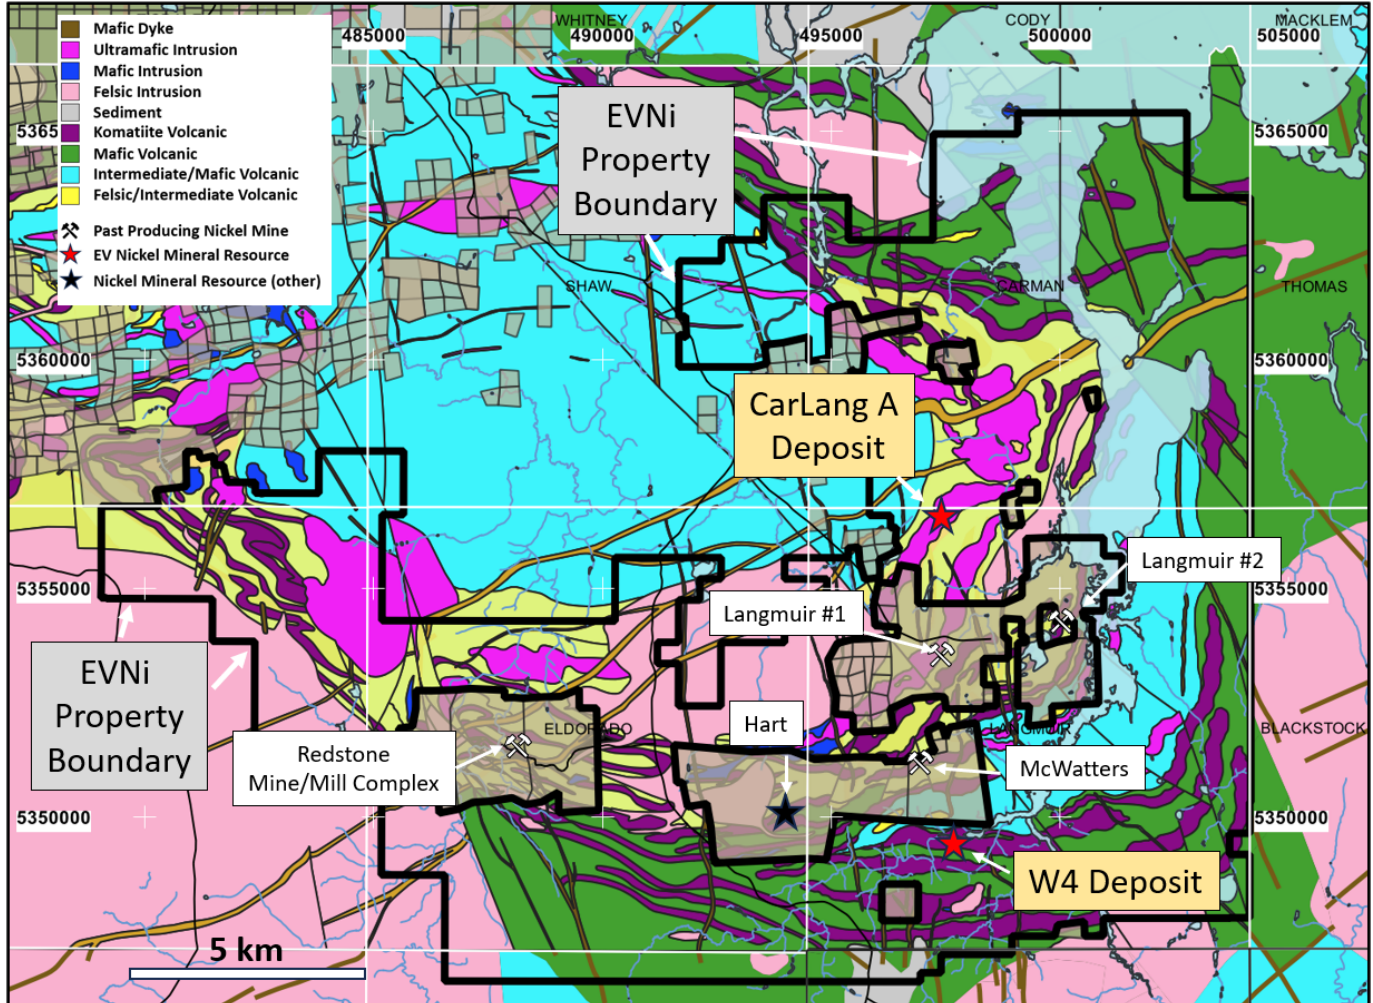 Mafic Dyke
Ultramafic Intrusion
Mafic Intrusion
Felsic Intrusion
Sediment
Komatiite Volcanic
Mafic Volcanic
Intermediate/Mafic Volcanic
Felsic/Intermediate Volcanic
Past Producing Nickel Mine
EV Nickel Mineral Resource
Nickel Mineral Resource (other)
WHITNEY
CODY
MACKLEM
485000
490000
495000
500000
505000
5365
5365000
EVNi
Property
Boundary
SHAW
CARMAN
THOMAS
5360000
5360000
CarLang A
Deposit
5355000
5355000
Langmuir #2
Langmuir #1
EVNi
Property
Boundary
Hart
ELDORADO
LANGMUIR
BLACKSTOCK
Redstone
Mine/Mill Complex
McWatters
5350000
5350000
W4 Deposit
5 km